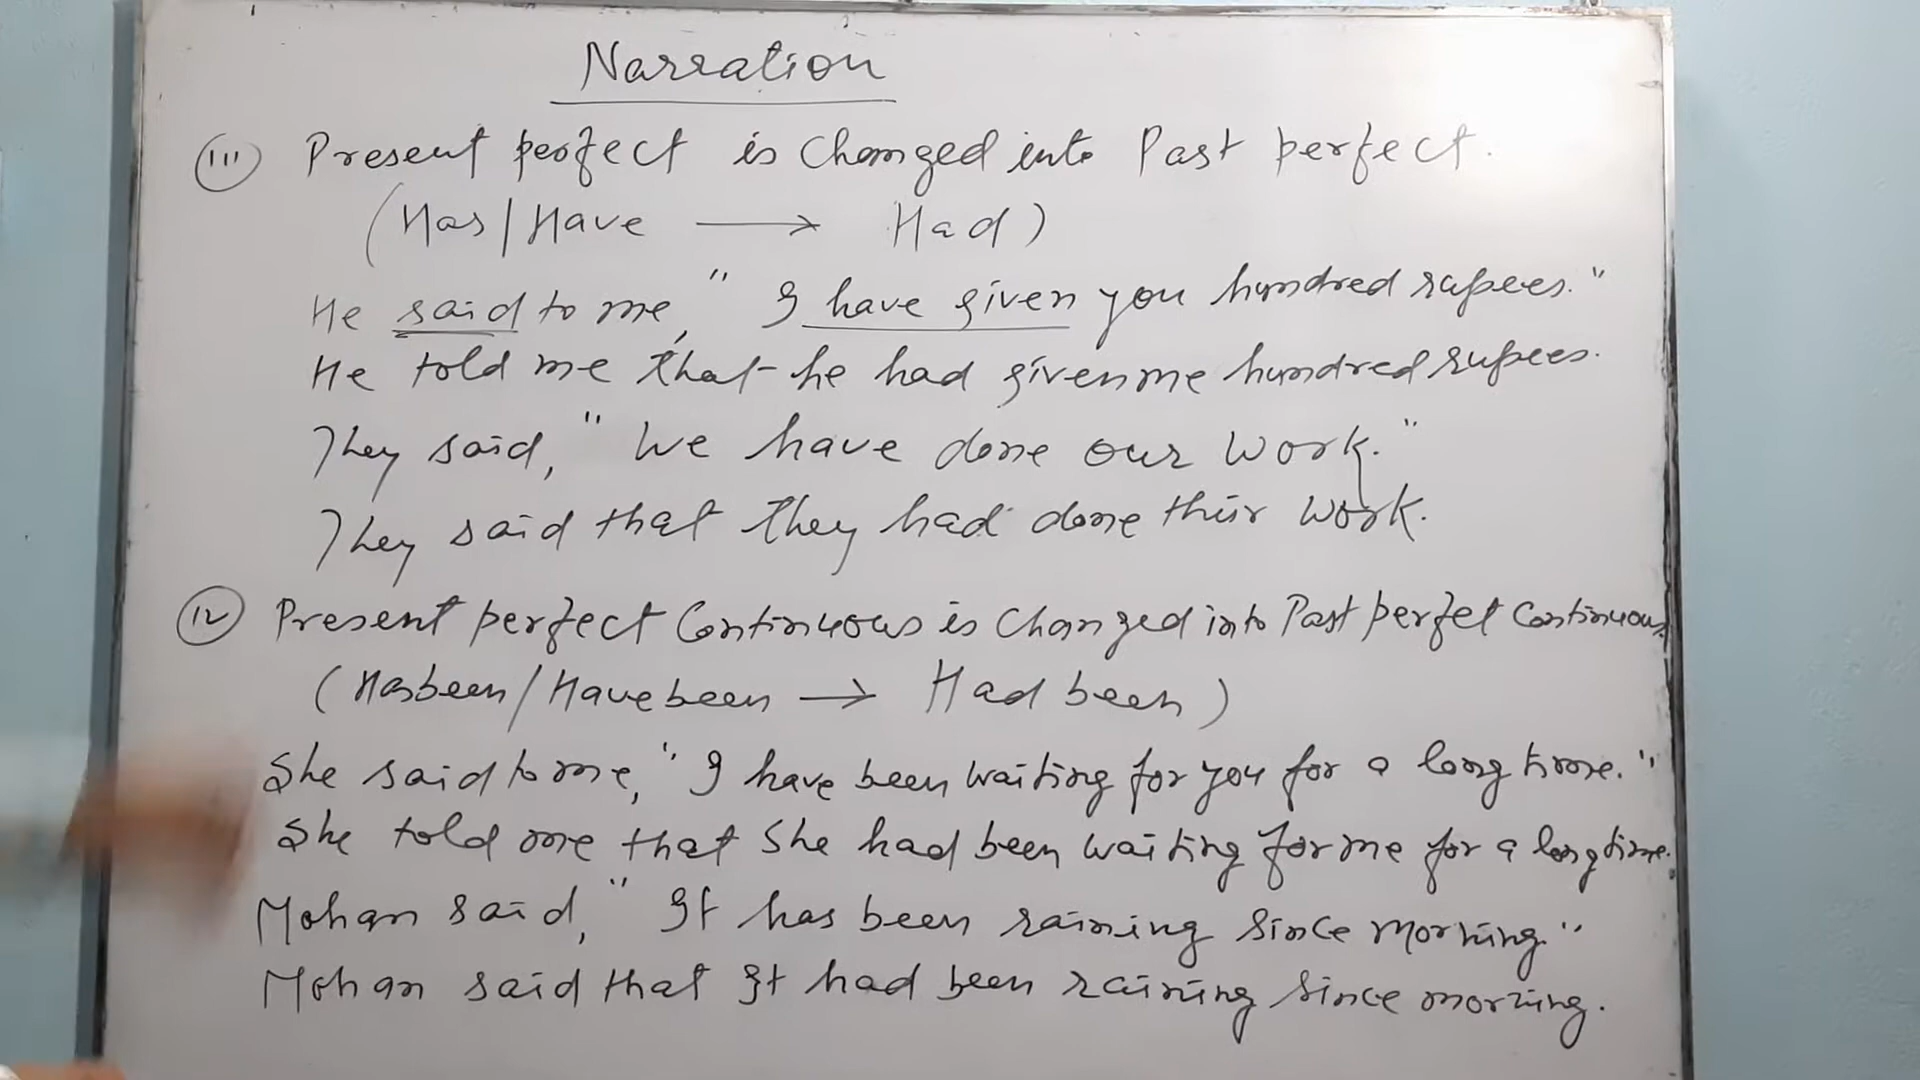 Narration
(iii) Present perfect is changed into Past perfect.
(Has/Have → Had)
He said to me, "I have given you hundred rupees."
He told me that he had given me hundred rupees.
They said, "We have done our work."
They said that they had done thir work.
(iv) Present perfect Continuous is changed into Past perfet Continuous.
(Has been/Have been → Had been)
She said to me, "I have been waiting for you for a long time."
She told me that She had been waiting for me for a long time.
Mohan said, "It has been raining since morning."
Mohan said that It had been raining since morning.